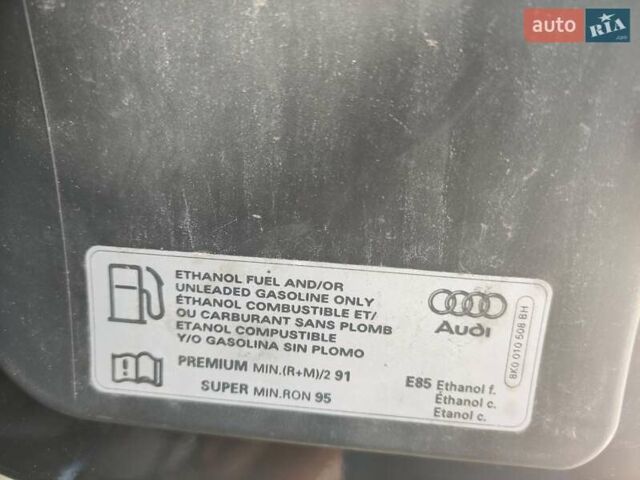 auto RIA.com
ETHANOL FUEL AND/OR
UNLEADED GASOLINE ONLY
ÉTHANOL COMBUSTIBLE ET/
OU CARBURANT SANS PLOMB
ETANOL COMPUSTIBLE
Y/O GASOLINA SIN PLOMO
PREMIUM MIN.(R+M)/2 91
SUPER MIN.RON 95
Audi
E85 Ethanol f.
Éthanol c.
Etanol c.
8K0 010 508 BH